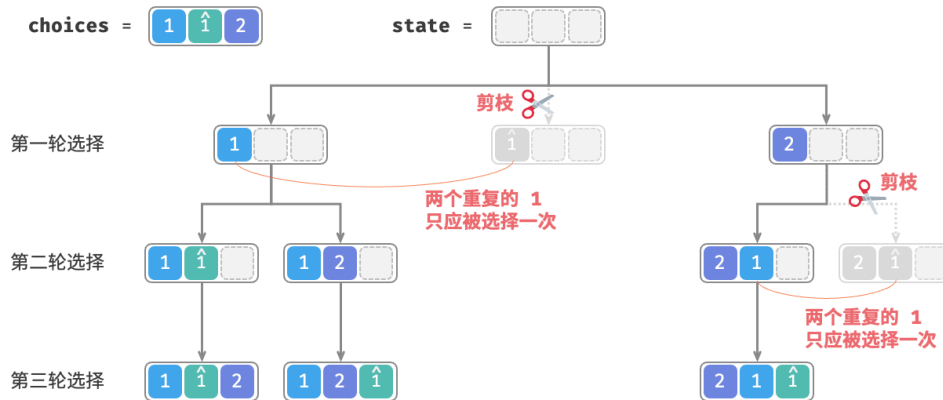 choices = 1 1̂ 2
state =
剪枝
第一轮选择
1
1̂
2
剪枝
两个重复的 1
只应被选择一次
第二轮选择
1 1̂
1 2
2 1
2 1̂
两个重复的 1
只应被选择一次
第三轮选择
1 1̂ 2
1 2 1̂
2 1 1̂